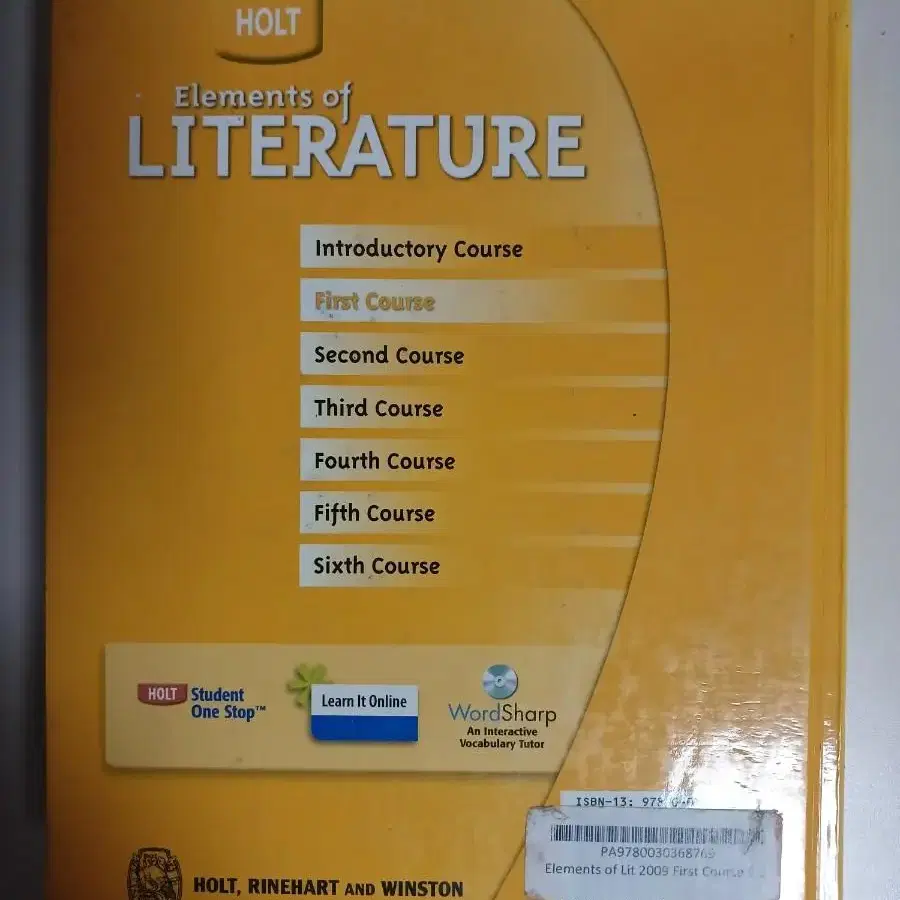 HOLT
Elements of
LITERATURE
Introductory Course
First Course
Second Course
Third Course
Fourth Course
Fifth Course
Sixth Course
HOLT Student
One Stop™
Learn It Online
WordSharp
An Interactive
Vocabulary Tutor
ISBN-13: 978
PA9780030368769
Elements of Lit 2009 First Course
HOLT, RINEHART AND WINSTON